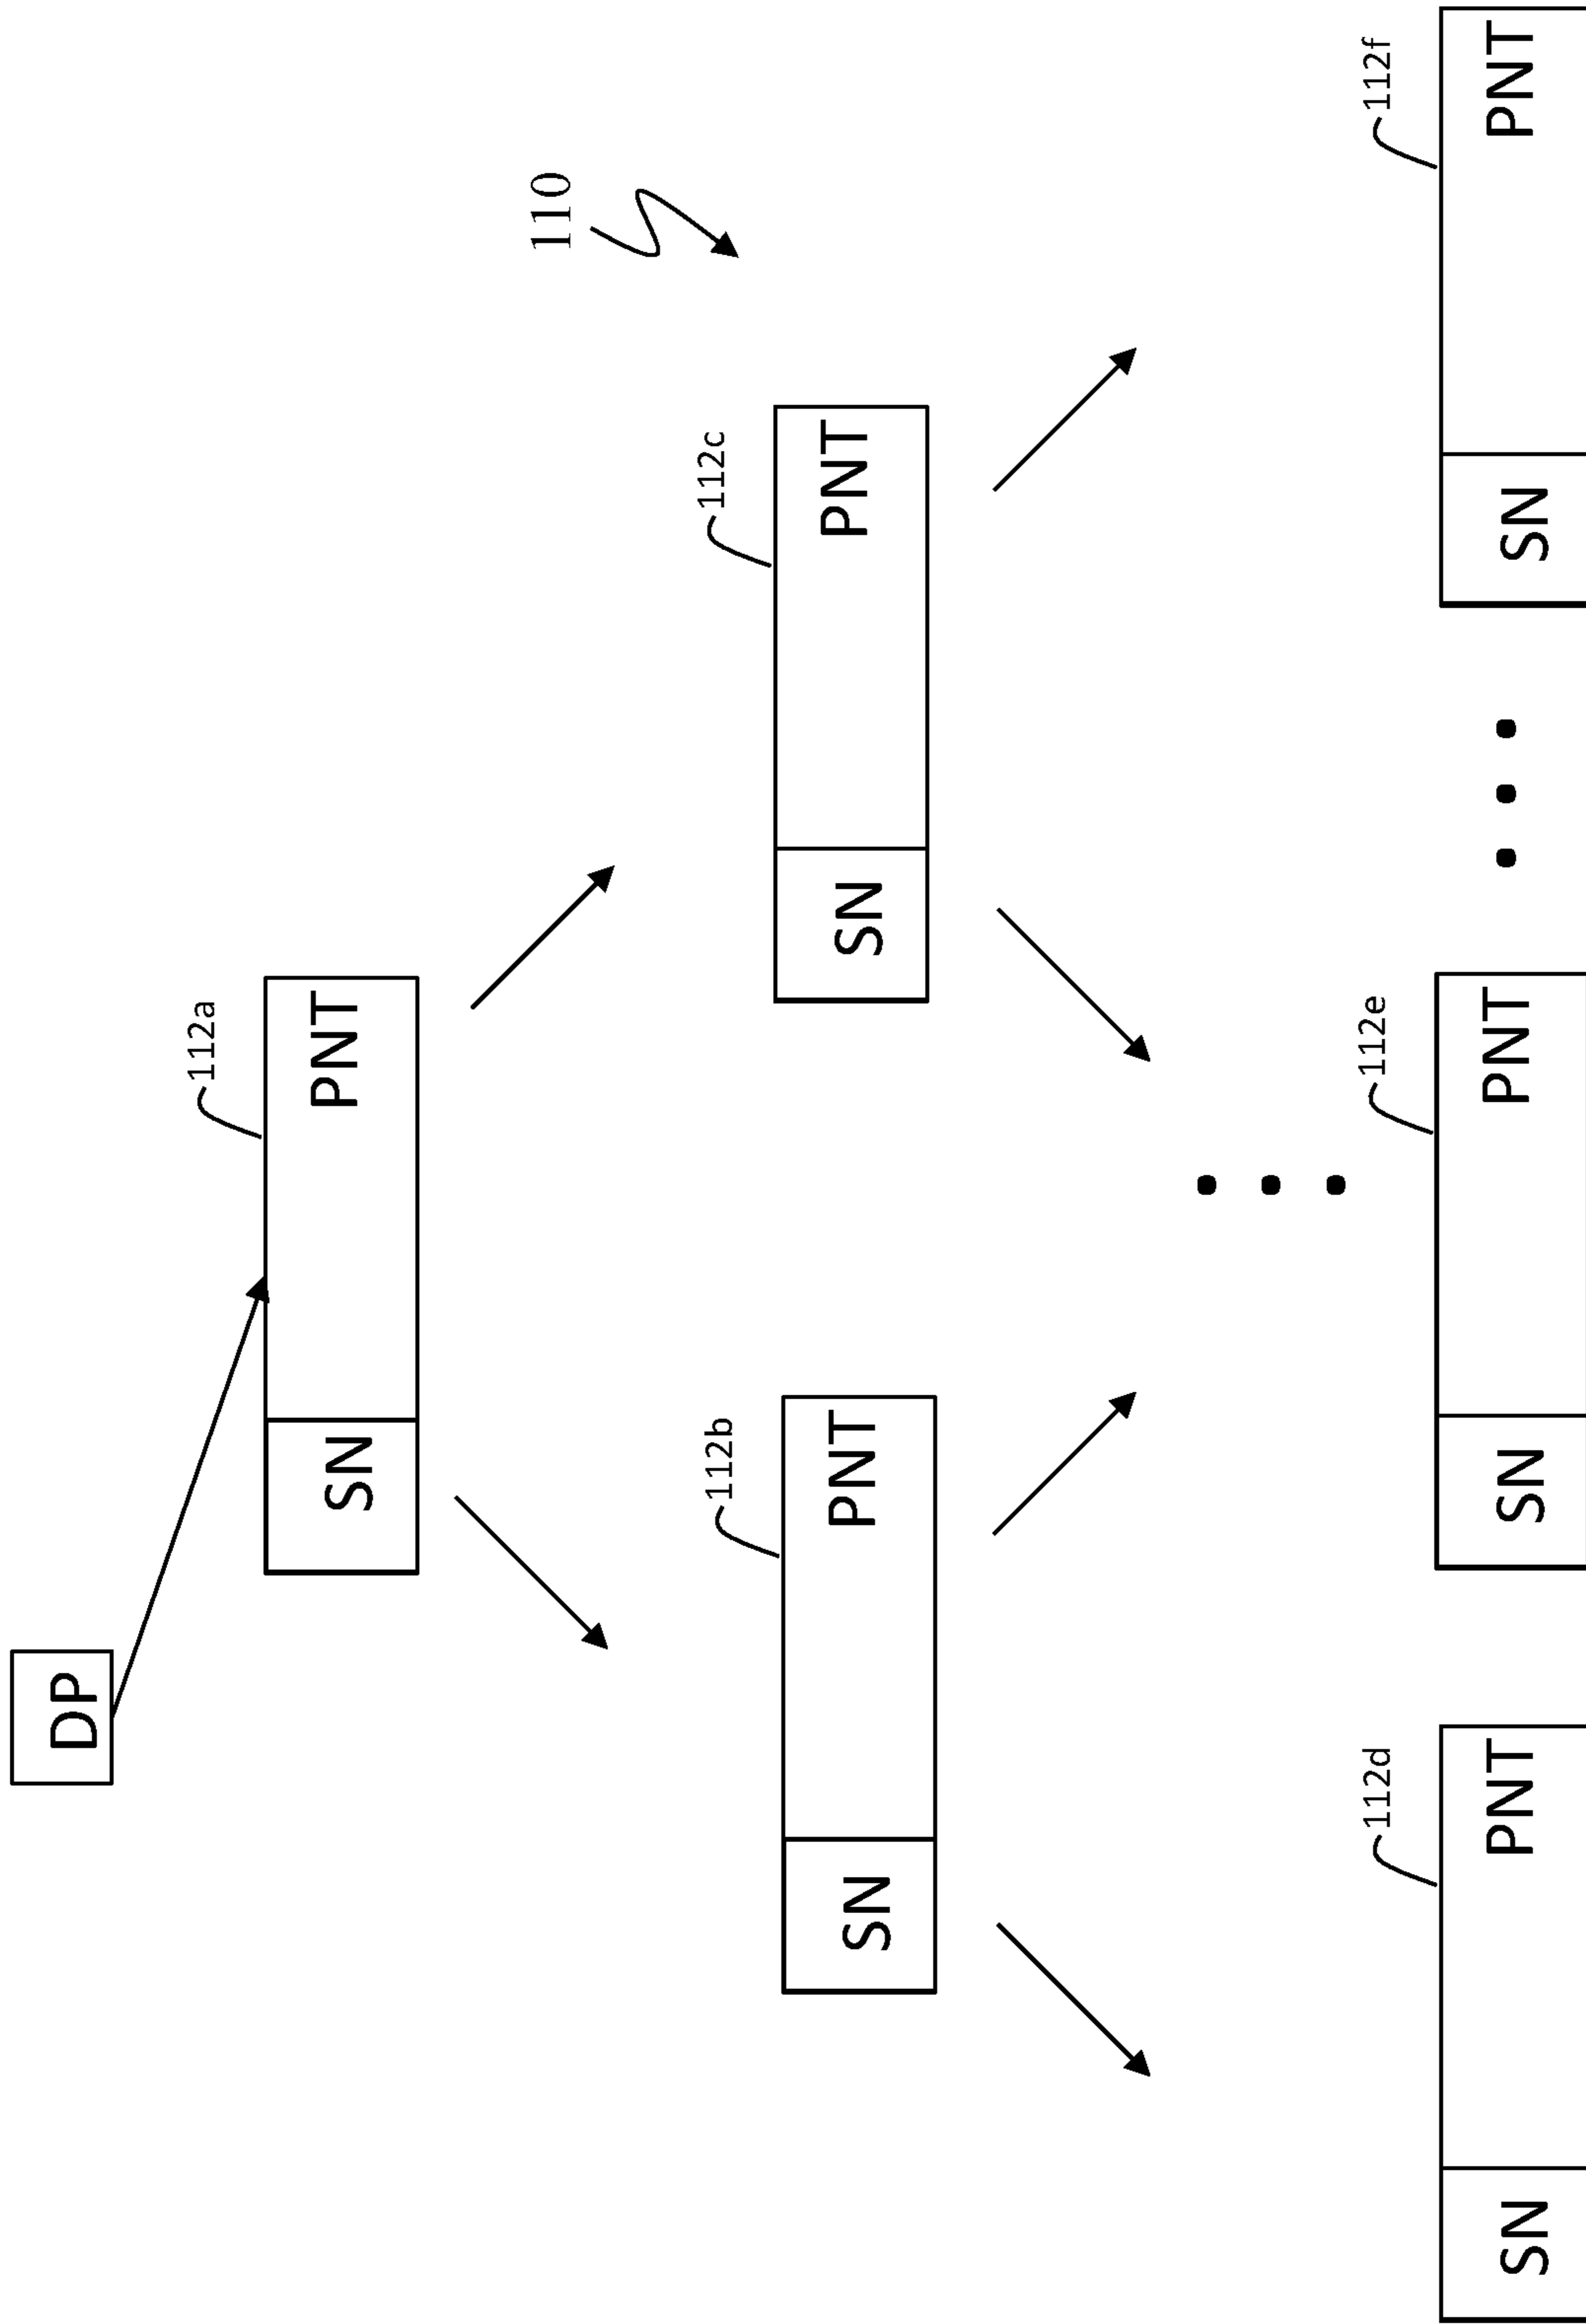 DP
112a
SN PNT
110
112b
SN PNT
112c
SN PNT
112d
SN PNT
112e
SN PNT
112f
SN PNT